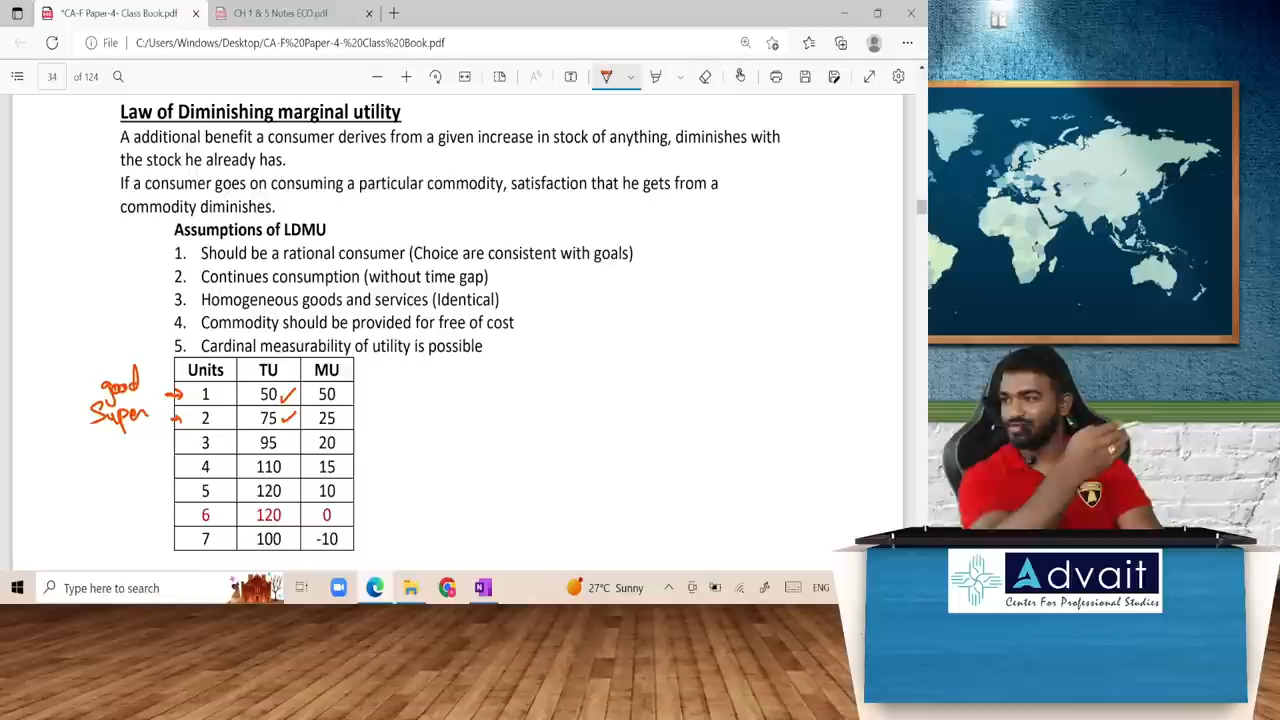 *CA-F Paper-4- Class Book.pdf
CH 1 & 5 Notes ECO.pdf
File
C:/Users/Windows/Desktop/CA-F%20Paper-4-%20Class%20Book.pdf
34 of 124
Law of Diminishing marginal utility
A additional benefit a consumer derives from a given increase in stock of anything, diminishes with
the stock he already has.
If a consumer goes on consuming a particular commodity, satisfaction that he gets from a
commodity diminishes.
Assumptions of LDMU
1. Should be a rational consumer (Choice are consistent with goals)
2. Continues consumption (without time gap)
3. Homogeneous goods and services (Identical)
4. Commodity should be provided for free of cost
5. Cardinal measurability of utility is possible
Units TU MU
good
1 50 50
Super
2 75 25
3 95 20
4 110 15
5 120 10
6 120 0
7 100 -10
Type here to search
27°C Sunny
ENG
Advait
Center For Professional Studies